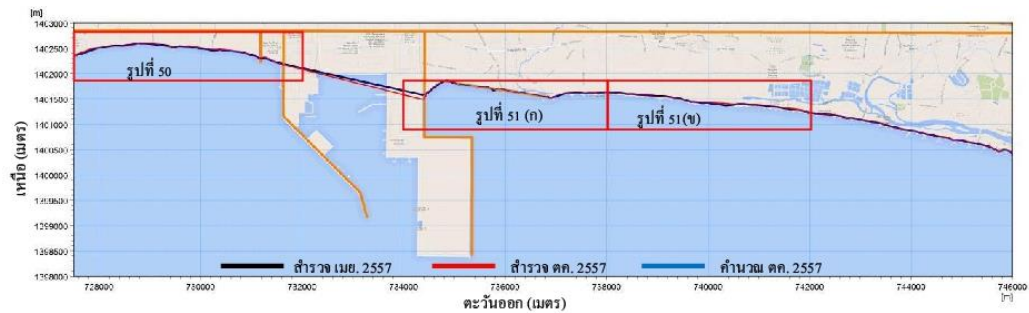 [m]
1403000
1402500
1402000
1401500
1401000
1400500
1400000
1399500
1399000
1398500
1398000
เหนือ (เมตร)
รูปที่ 50
รูปที่ 51 (ก)
รูปที่ 51(ข)
สำรวจ เมย. 2557
สำรวจ ตค. 2557
คำนวณ ตค. 2557
728000 730000 732000 734000 736000 738000 740000 742000 744000 746000
[m]
ตะวันออก (เมตร)